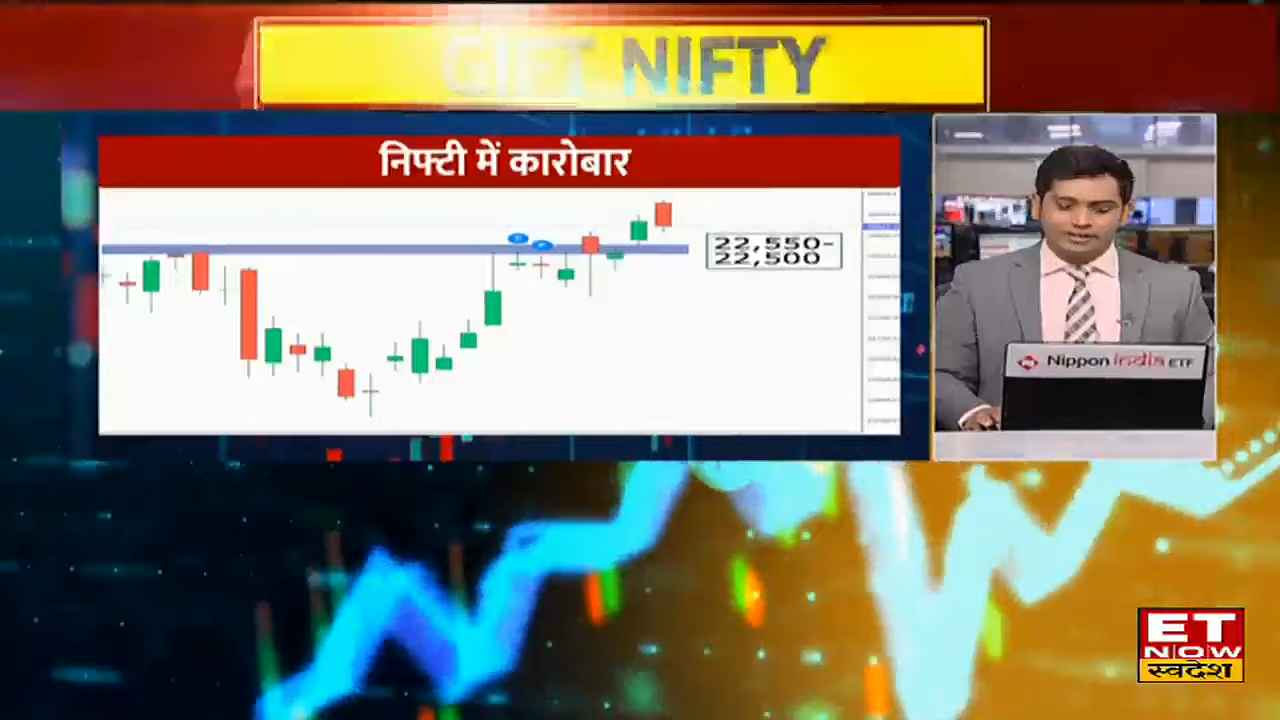 GIFT NIFTY
निफ्टी में कारोबार
22,550-
22,500
Nippon india ETF
ET
NOW
स्वदेश